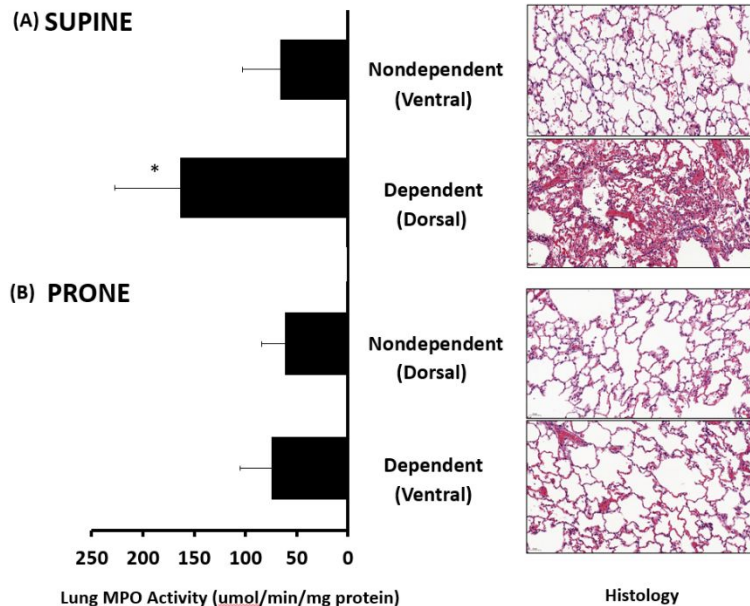 (A) SUPINE
Nondependent
(Ventral)
*
Dependent
(Dorsal)
(B) PRONE
Nondependent
(Dorsal)
Dependent
(Ventral)
250 200 150 100 50 0
Lung MPO Activity (umol/min/mg protein)
Histology